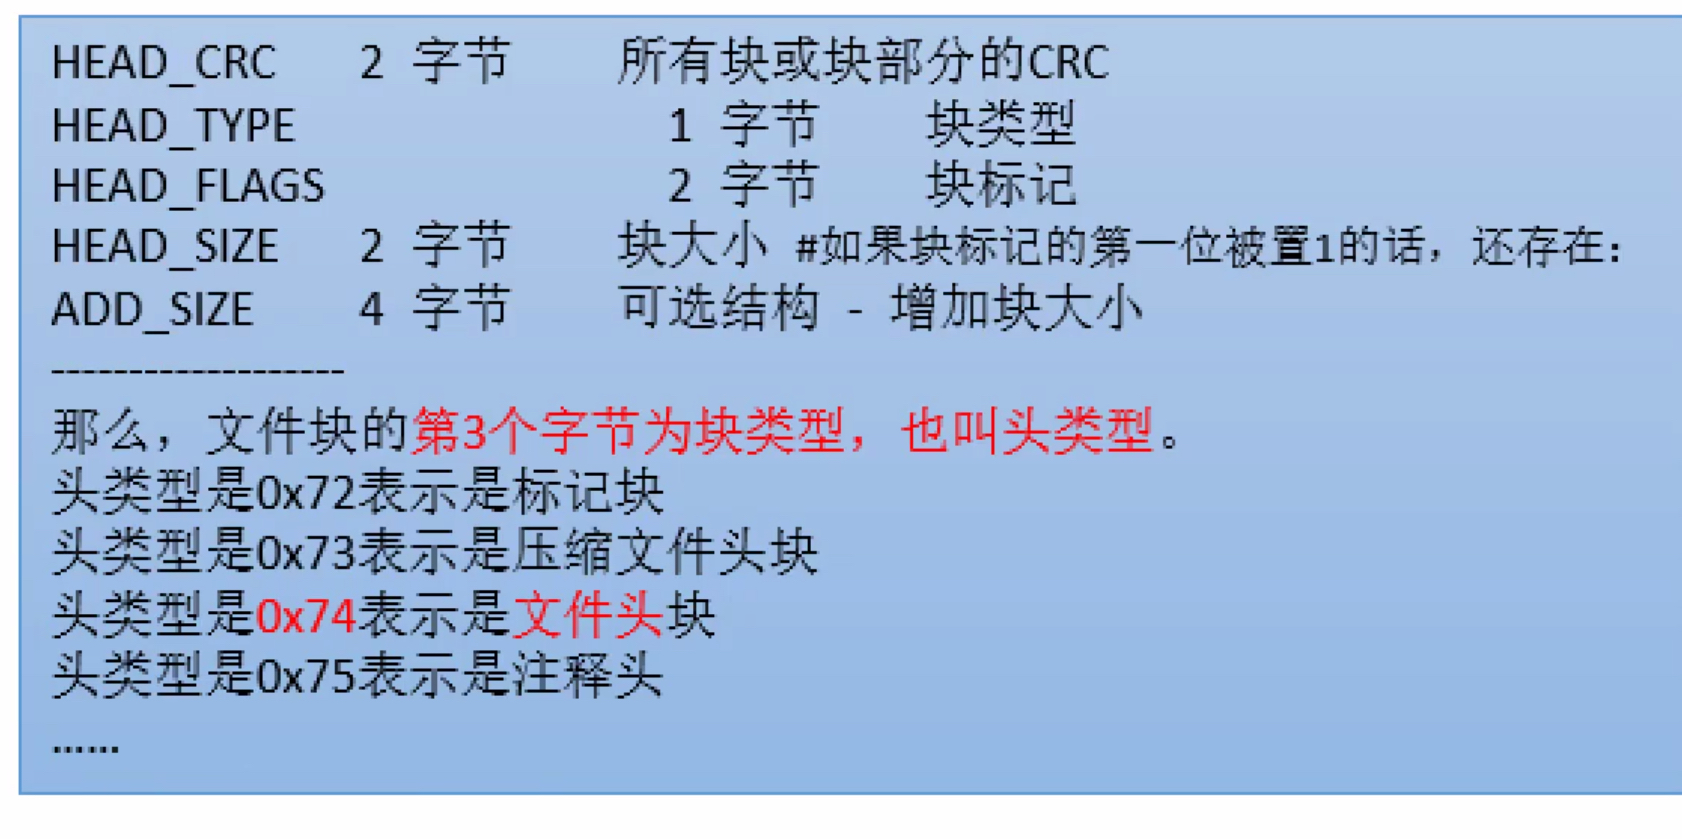 HEAD_CRC 2 字节 所有块或块部分的CRC
HEAD_TYPE 1 字节 块类型
HEAD_FLAGS 2 字节 块标记
HEAD_SIZE 2 字节 块大小 #如果块标记的第一位被置1的话，还存在：
ADD_SIZE 4 字节 可选结构 - 增加块大小
-------------------
那么，文件块的第3个字节为块类型，也叫头类型。
头类型是0x72表示是标记块
头类型是0x73表示是压缩文件头块
头类型是0x74表示是文件头块
头类型是0x75表示是注释头
......